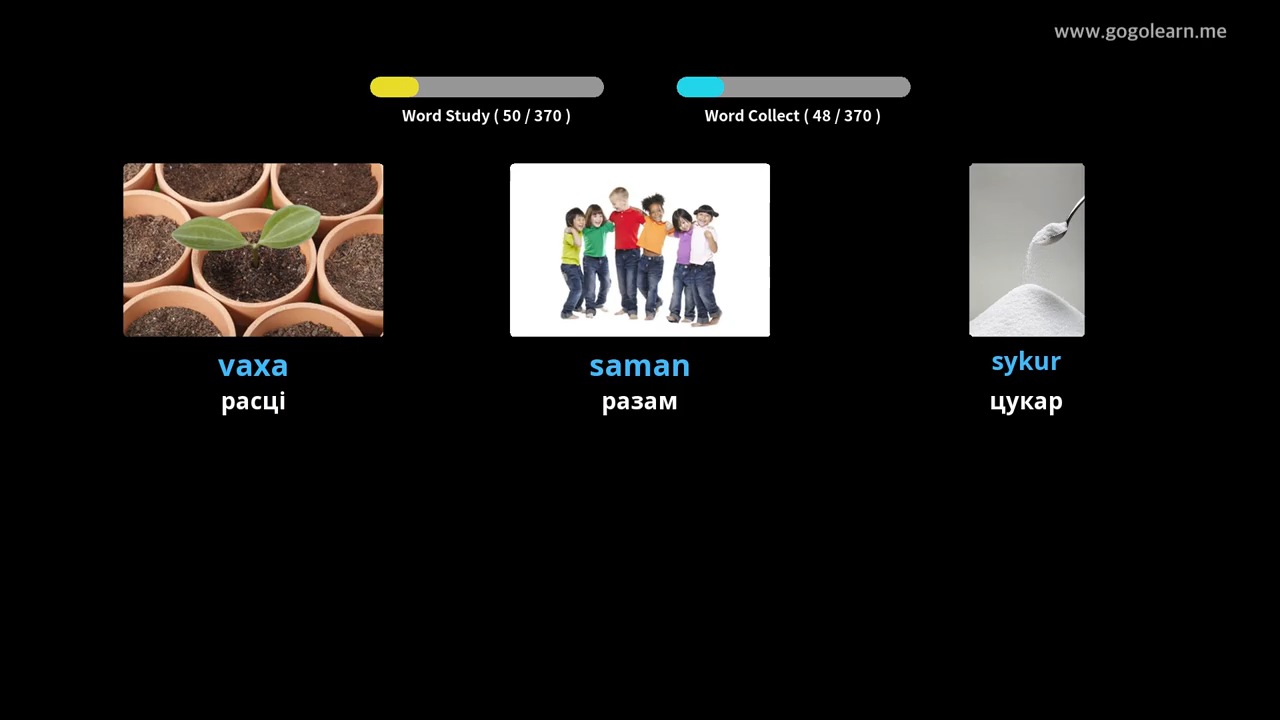 www.gogolearn.me
Word Study ( 50 / 370 )
Word Collect ( 48 / 370 )
vaxa
расці
saman
разам
sykur
цукар